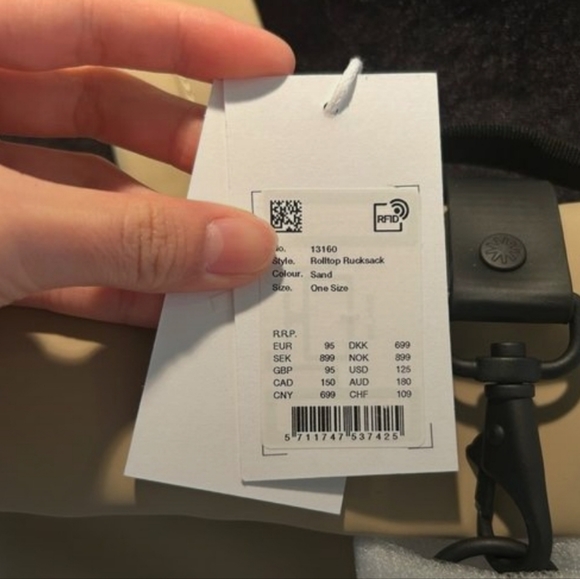 RFID
No. 13160
Style. Rolltop Rucksack
Colour. Sand
Size. One Size
R.R.P.
EUR 95 DKK 699
SEK 899 NOK 899
GBP 95 USD 125
CAD 150 AUD 180
CNY 699 CHF 109
5 711747 537425